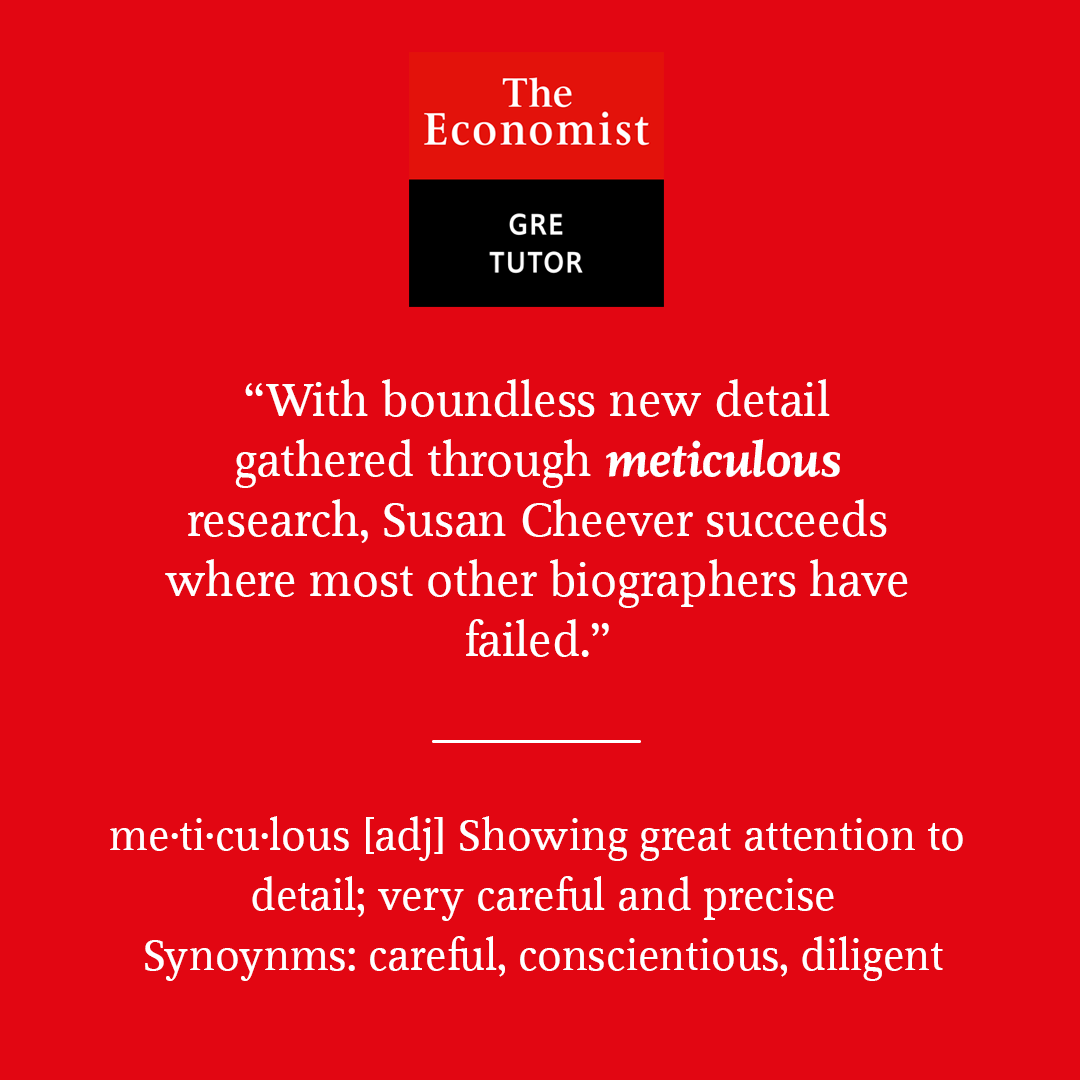 The
Economist
GRE
TUTOR
“With boundless new detail
gathered through meticulous
research, Susan Cheever succeeds
where most other biographers have
failed.”
me·ti·cu·lous [adj] Showing great attention to
detail; very careful and precise
Synoynms: careful, conscientious, diligent